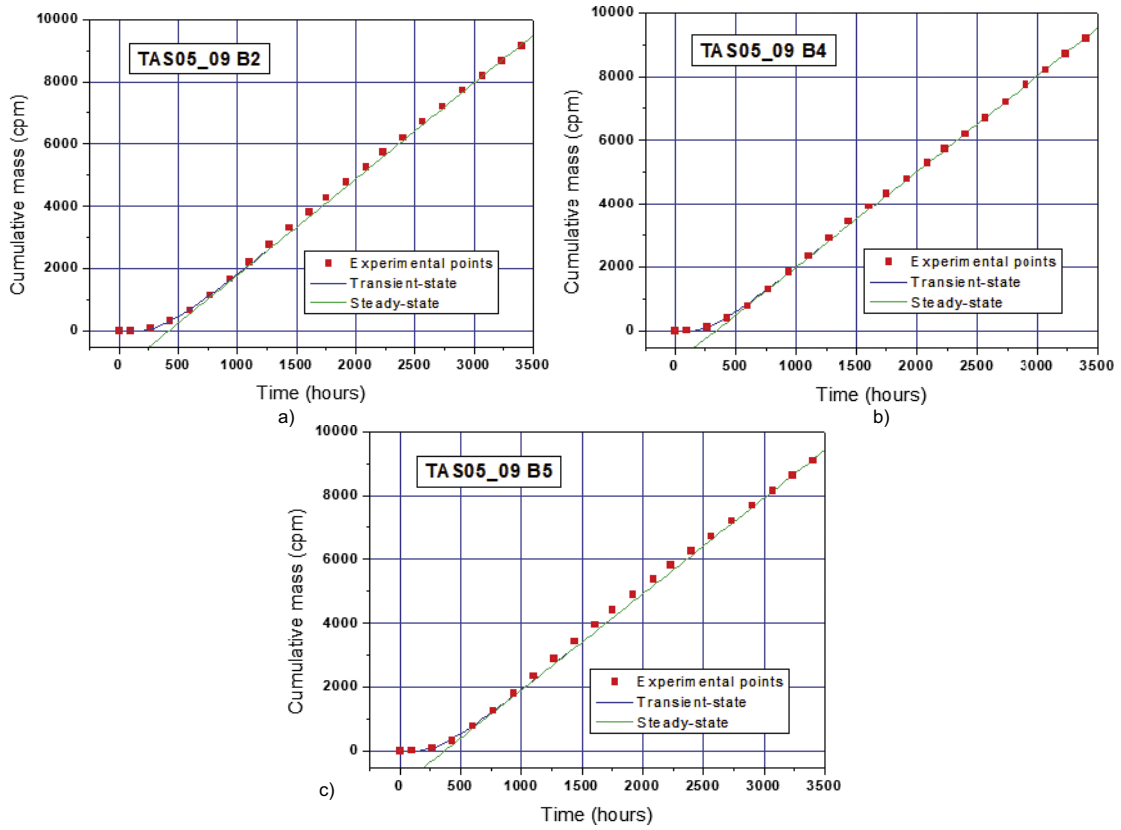 10000
8000
6000
4000
2000
0
Cumulative mass (cpm)
TAS05_09 B2
Experimental points
Transient-state
Steady-state
0 500 1000 1500 2000 2500 3000 3500
Time (hours)
a)
10000
8000
6000
4000
2000
0
Cumulative mass (cpm)
TAS05_09 B4
Experimental points
Transient-state
Steady-state
0 500 1000 1500 2000 2500 3000 3500
Time (hours)
b)
10000
8000
6000
4000
2000
0
Cumulative mass (cpm)
TAS05_09 B5
Experimental points
Transient-state
Steady-state
0 500 1000 1500 2000 2500 3000 3500
Time (hours)
c)